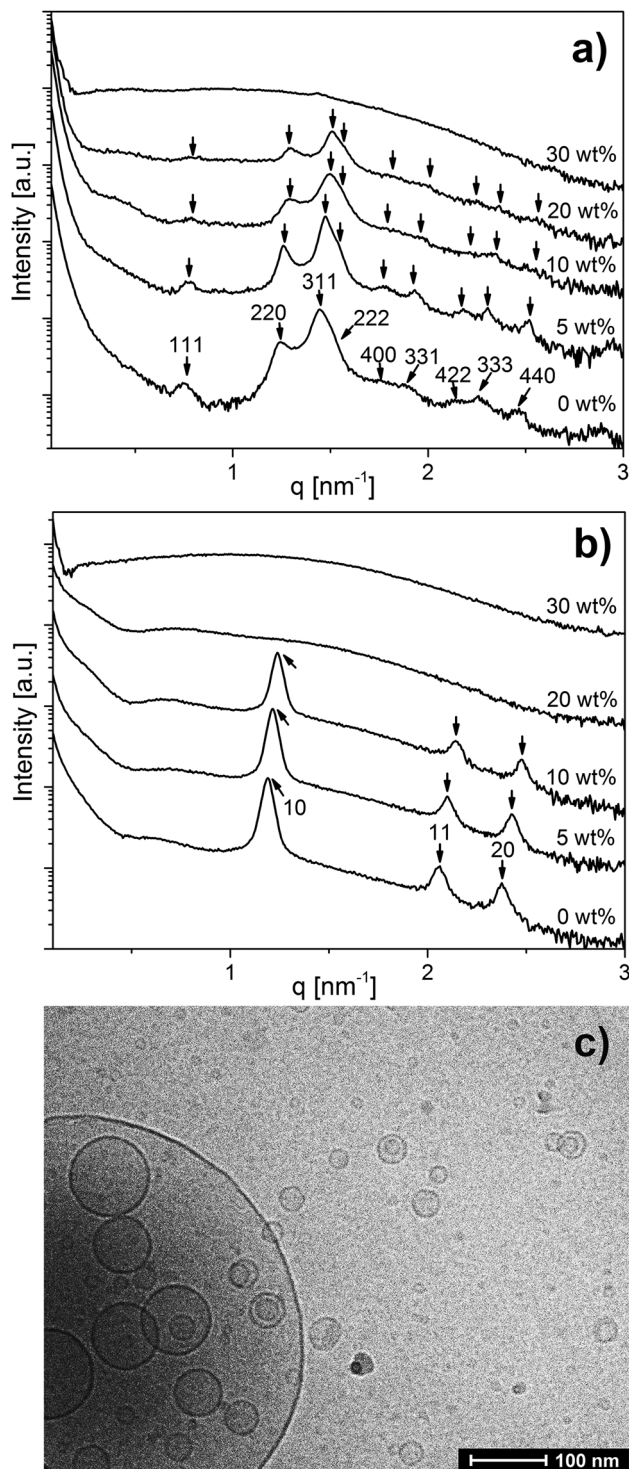 a)
Intensity [a.u.]
30 wt%
20 wt%
10 wt%
5 wt%
0 wt%
111
220
311
222
400
331
422
333
440
1
2
3
q [nm⁻¹]
b)
Intensity [a.u.]
30 wt%
20 wt%
10 wt%
5 wt%
0 wt%
10
11
20
1
2
3
q [nm⁻¹]
c)
100 nm